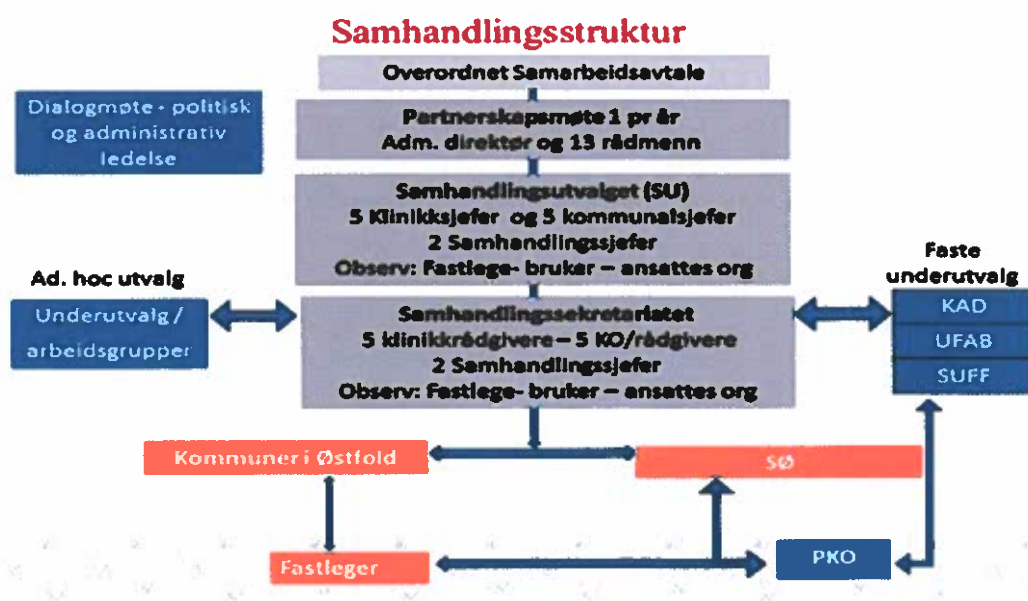 Samhandlingsstruktur
Overordnet Samarbeidsavtale
Dialogmøte - politisk
og administrativ
ledelse
Partnerskapsmøte 1 pr år
Adm. direktør og 13 rådmenn
Samhandlingsutvalget (SU)
5 Klinikksjefer og 5 kommunalsjefer
2 Samhandlingssjefer
Observ: Fastlege- bruker – ansattes org
Ad. hoc utvalg
Underutvalg /
arbeidsgrupper
Samhandlingssekretariatet
5 klinikkrådgivere – 5 KO/rådgivere
2 Samhandlingssjefer
Observ: Fastlege- bruker – ansattes org
Faste
underutvalg
KAD
UFAB
SUFF
Kommuner i Østfold
SØ
Fastleger
PKO